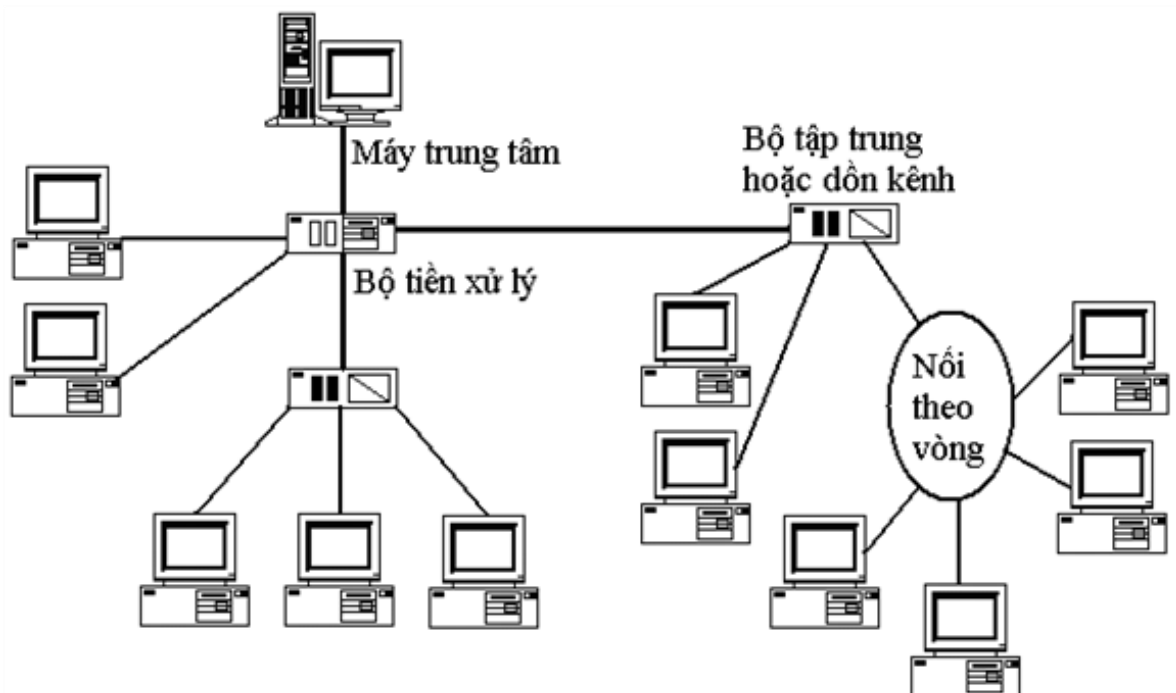 Máy trung tâm
Bộ tập trung
hoặc dồn kênh
Bộ tiền xử lý
Nối
theo
vòng